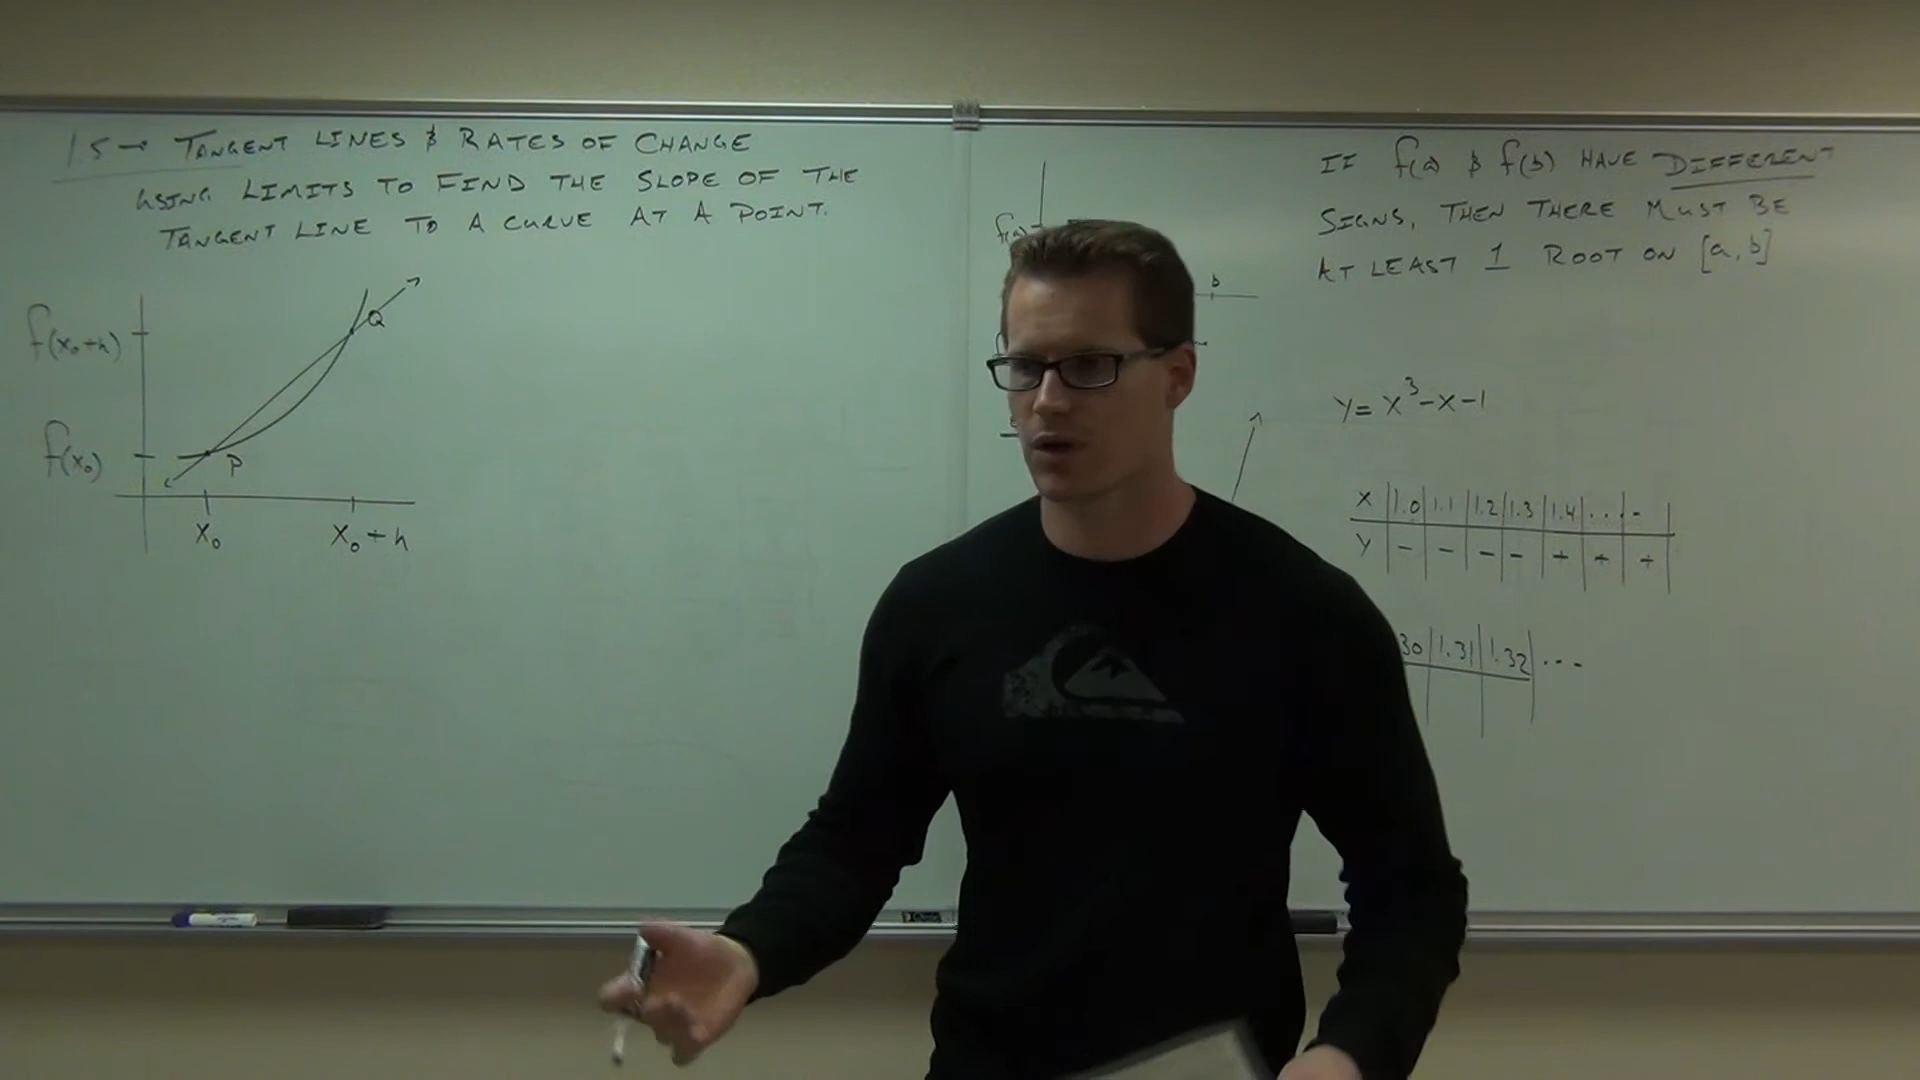 1.5 → TANGENT LINES & RATES OF CHANGE
USING LIMITS TO FIND THE SLOPE OF THE
TANGENT LINE TO A CURVE AT A POINT.
f(x₀+h)
Q
f(x₀)
P
x₀
x₀+h
f(a)
b
IF f(a) & f(b) HAVE DIFFERENT
SIGNS, THEN THERE MUST BE
AT LEAST 1 ROOT ON [a,b]
Y= X³-X-1
X 1.0 1.1 1.2 1.3 1.4 ....
Y - - - - + + +
30 1.31 1.32 ...